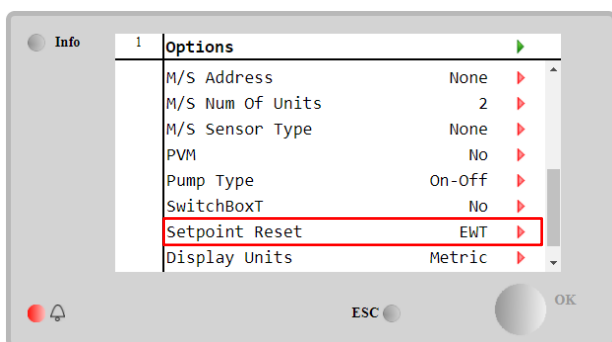 Info
1 Options
M/S Address None
M/S Num Of Units 2
M/S Sensor Type None
PVM No
Pump Type On-Off
SwitchBoxT No
Setpoint Reset EWT
Display Units Metric
ESC
OK